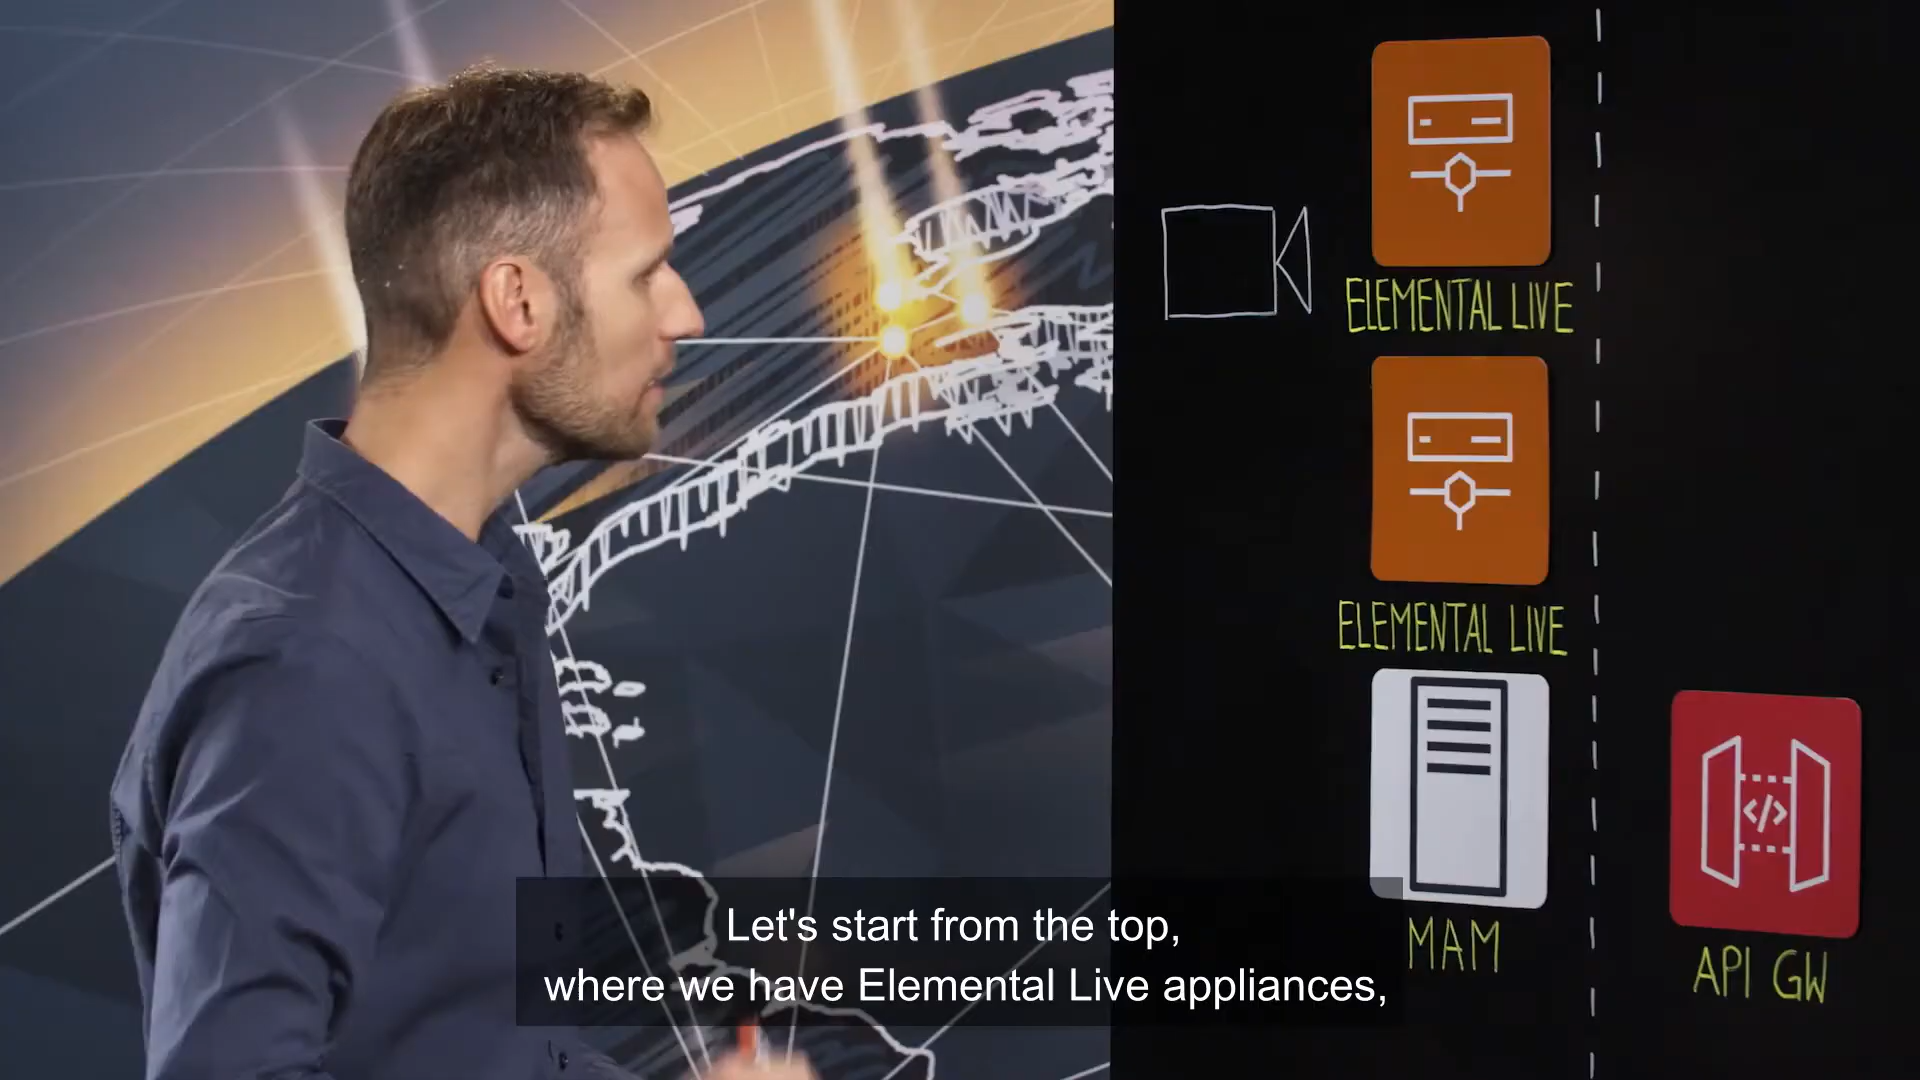 ELEMENTAL LIVE
ELEMENTAL LIVE
</>
MAM
API GW
Let's start from the top,
where we have Elemental Live appliances,